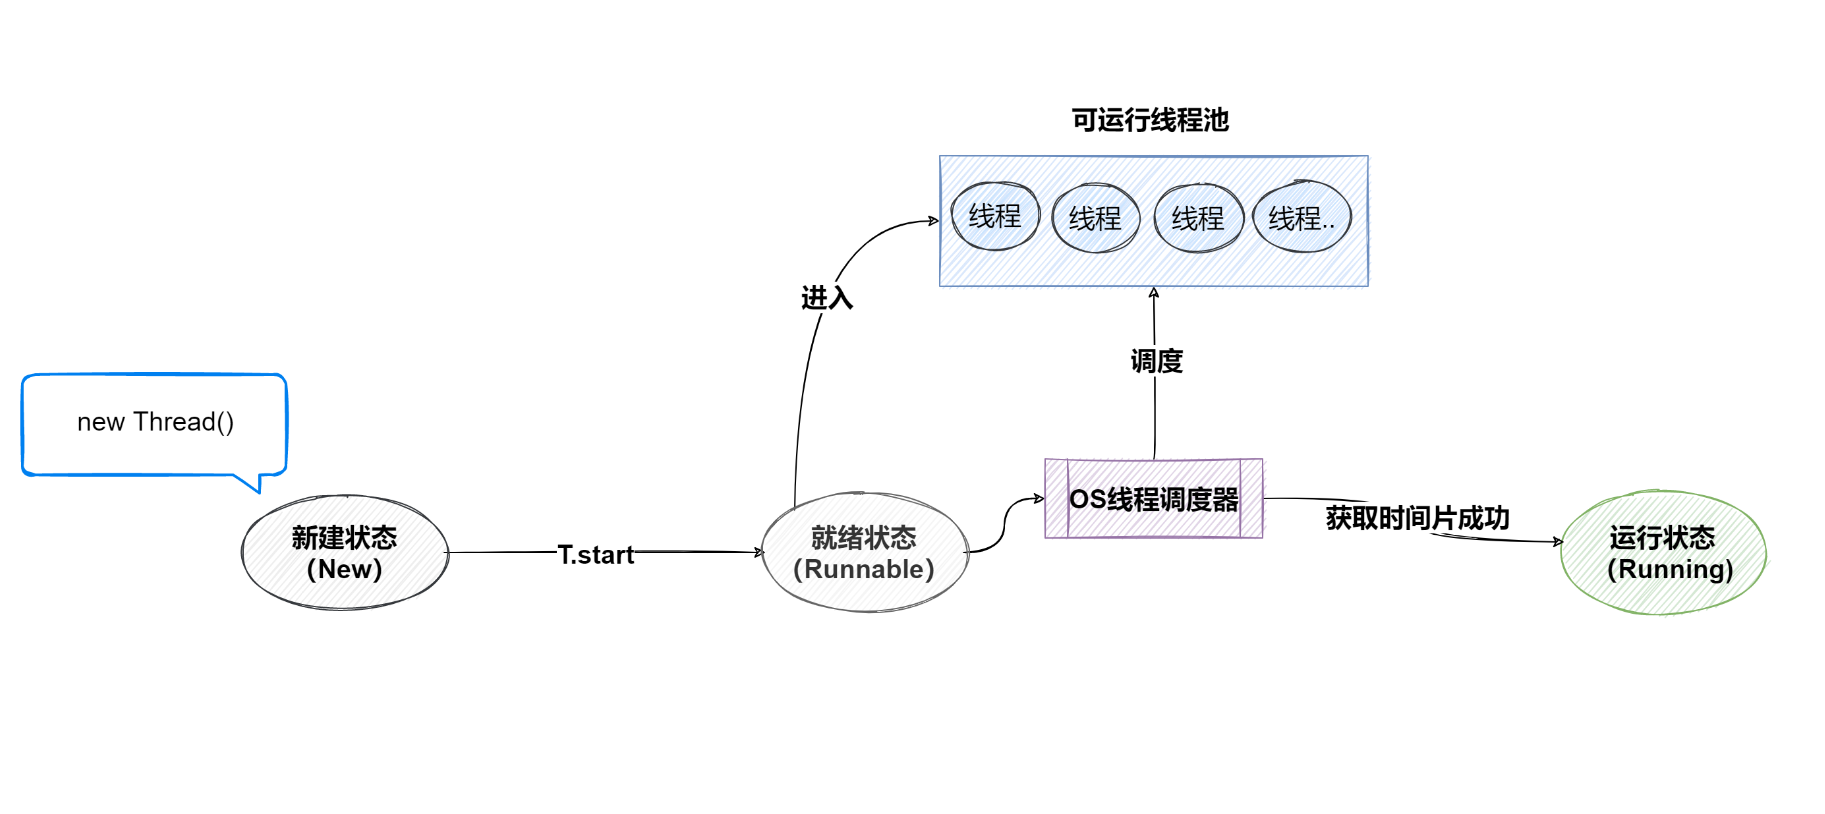 可运行线程池
线程
线程
线程
线程..
进入
调度
new Thread()
新建状态
（New）
T.start
就绪状态
（Runnable）
OS线程调度器
获取时间片成功
运行状态
（Running)